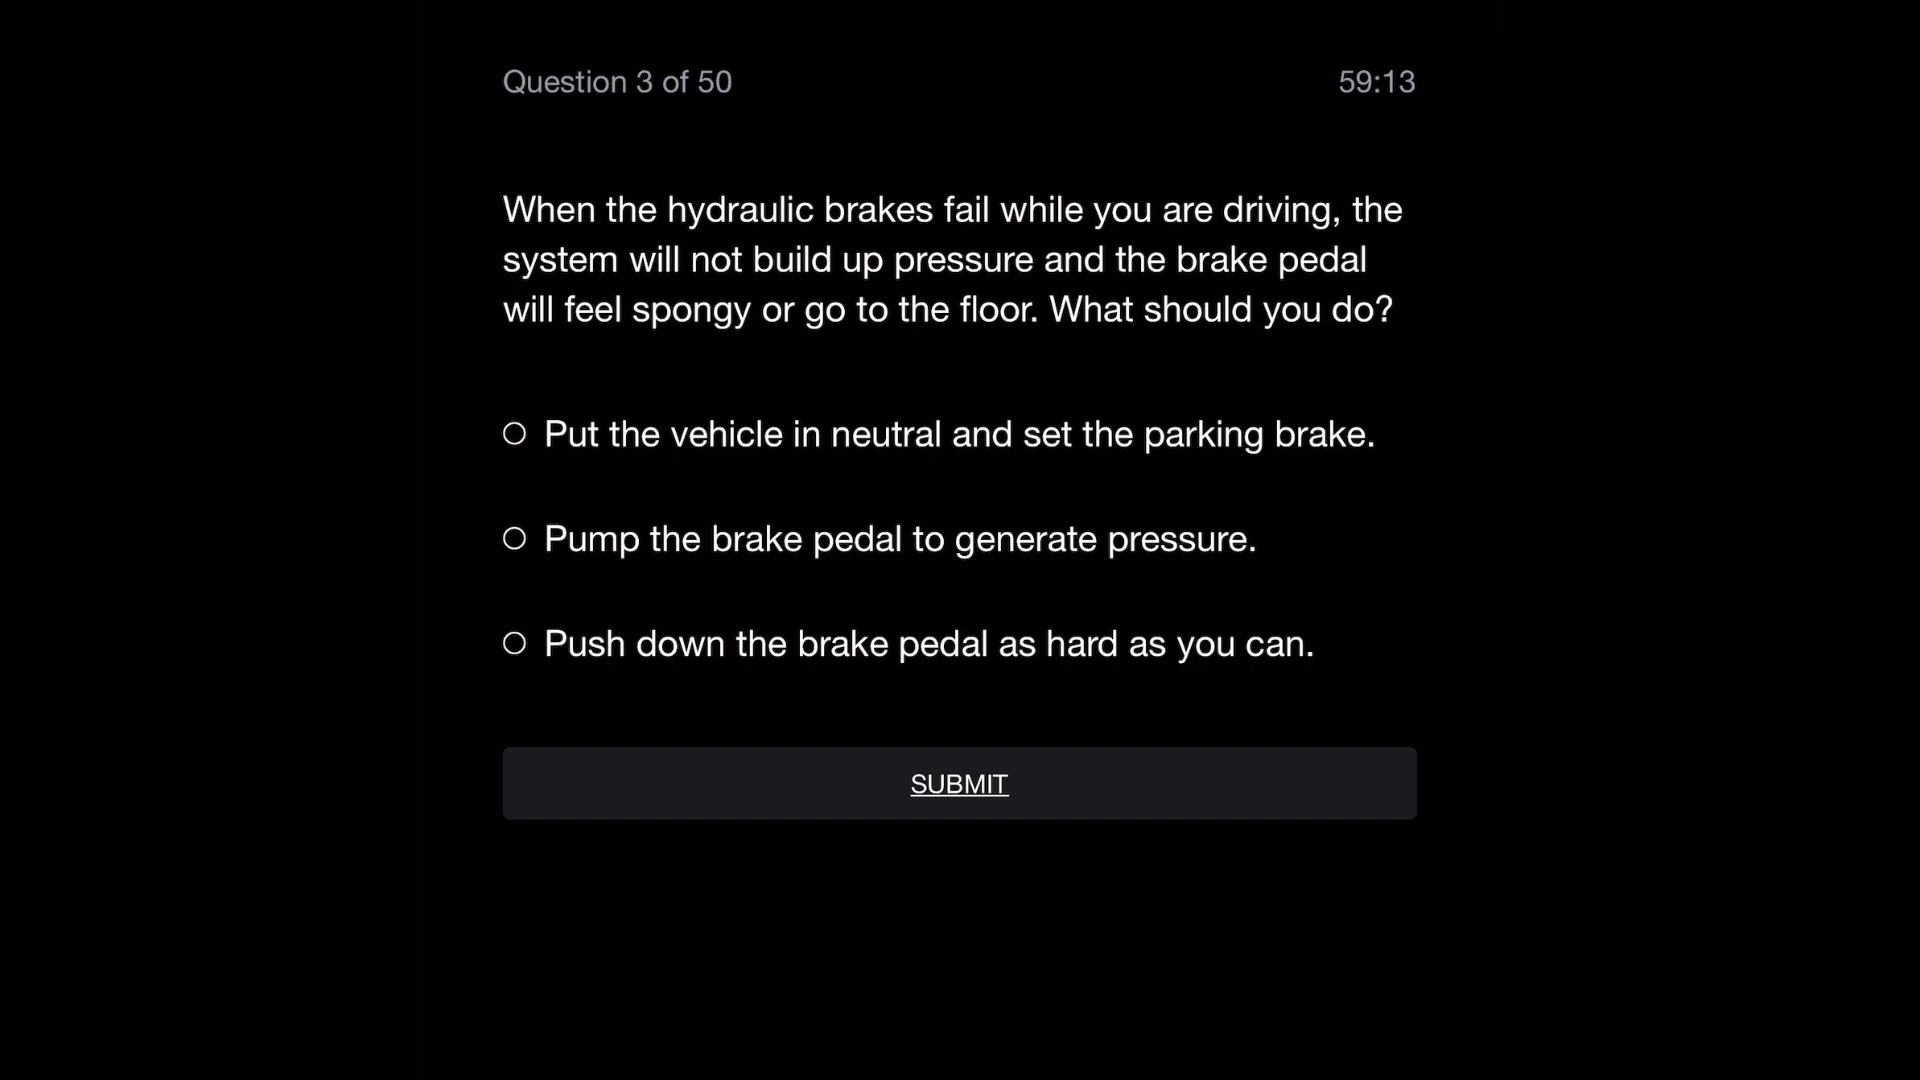 Question 3 of 50
59:13
When the hydraulic brakes fail while you are driving, the
system will not build up pressure and the brake pedal
will feel spongy or go to the floor. What should you do?
Put the vehicle in neutral and set the parking brake.
Pump the brake pedal to generate pressure.
Push down the brake pedal as hard as you can.
SUBMIT